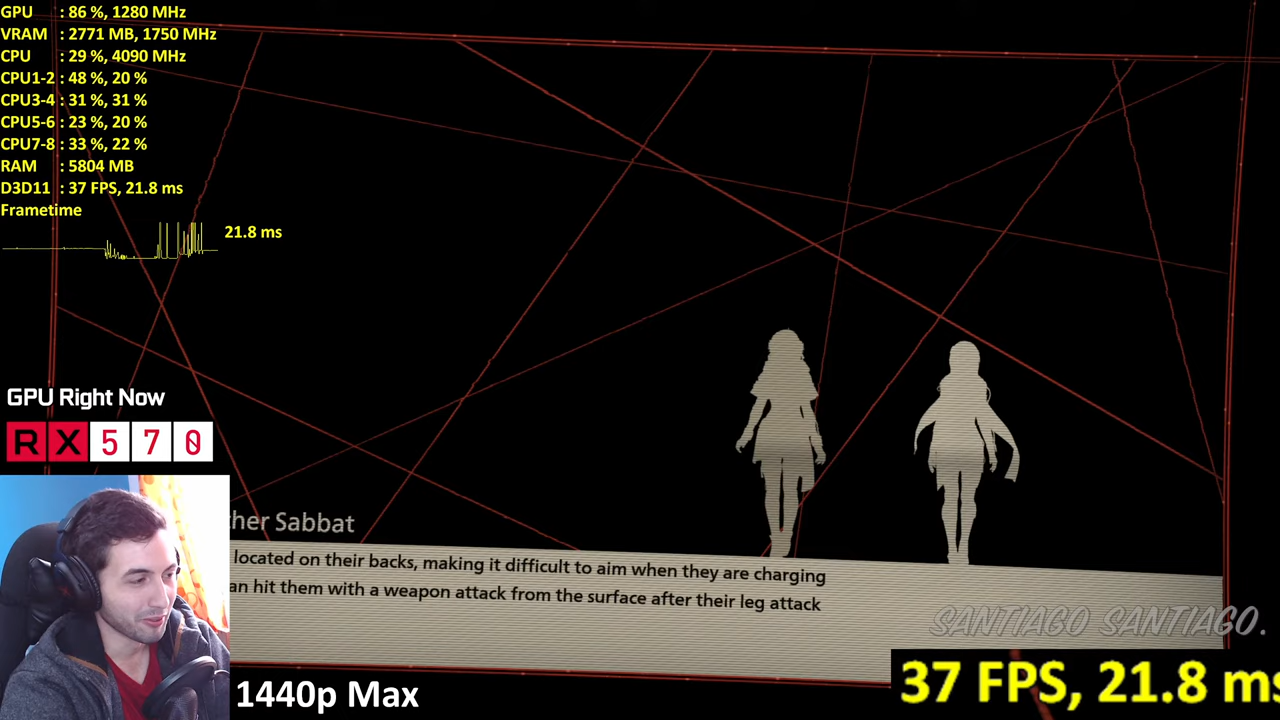 GPU : 86 %, 1280 MHz
VRAM : 2771 MB, 1750 MHz
CPU : 29 %, 4090 MHz
CPU1-2 : 48 %, 20 %
CPU3-4 : 31 %, 31 %
CPU5-6 : 23 %, 20 %
CPU7-8 : 33 %, 22 %
RAM : 5804 MB
D3D11 : 37 FPS, 21.8 ms
Frametime
21.8 ms
GPU Right Now
RX 570
ther Sabbat
located on their backs, making it difficult to aim when they are charging
an hit them with a weapon attack from the surface after their leg attack
SANTIAGO SANTIAGO.
37 FPS, 21.8 ms
1440p Max